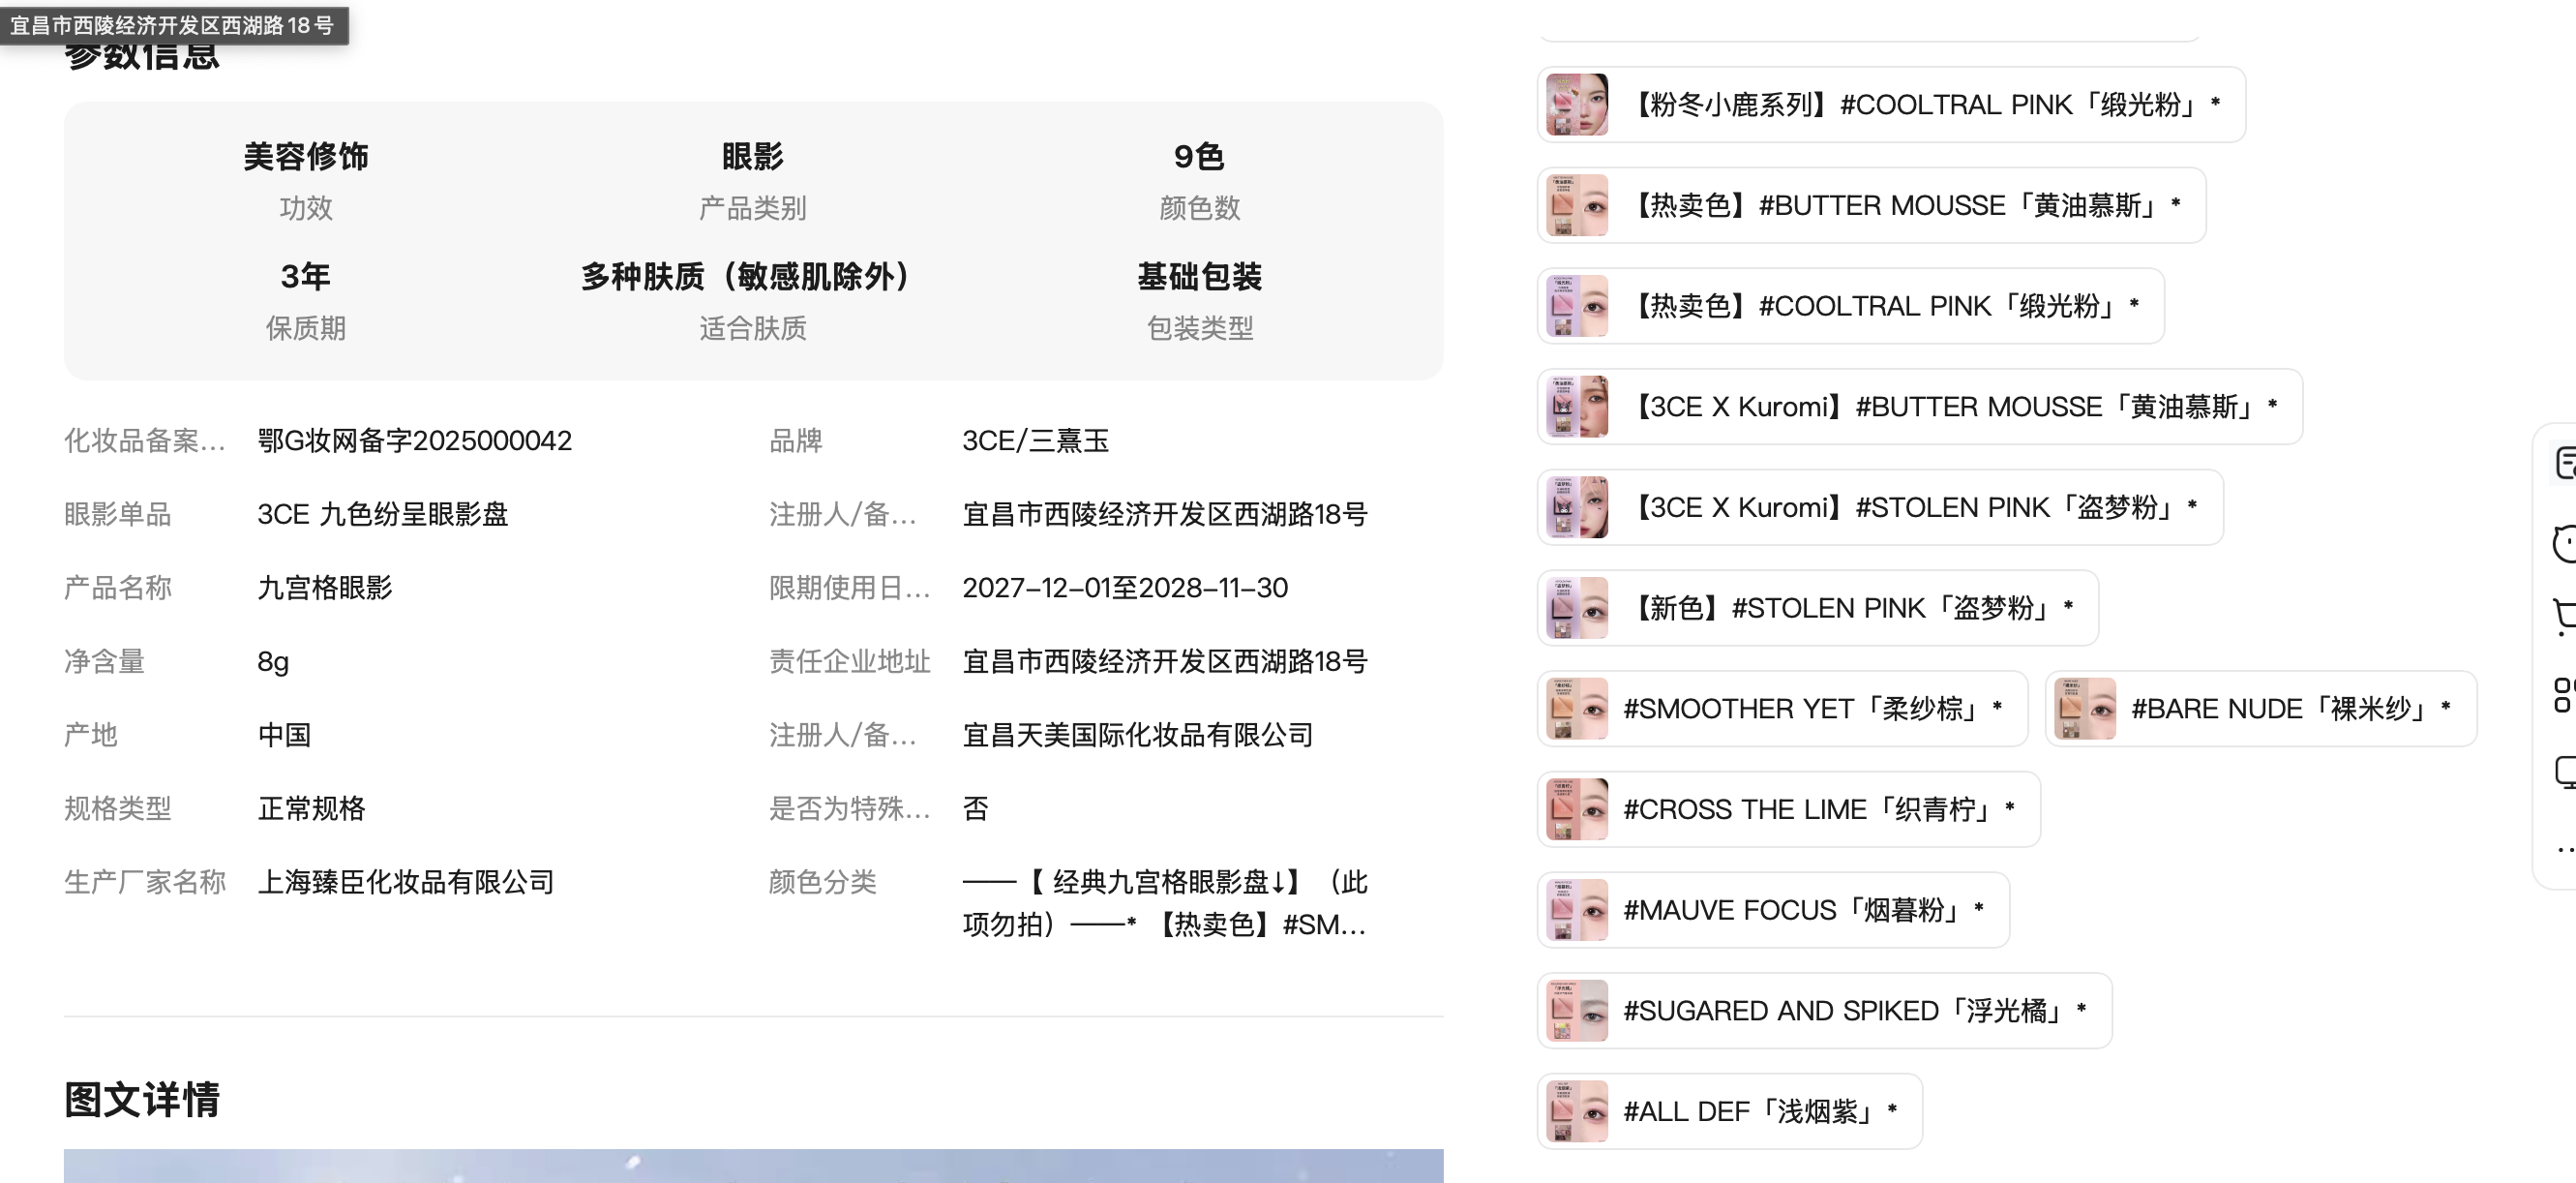 宜昌市西陵经济开发区西湖路18号
参数信息
美容修饰
功效
眼影
产品类别
9色
颜色数
3年
保质期
多种肤质（敏感肌除外）
适合肤质
基础包装
包装类型
化妆品备案... 鄂G妆网备字2025000042
品牌 3CE/三熹玉
眼影单品 3CE 九色纷呈眼影盘
注册人/备... 宜昌市西陵经济开发区西湖路18号
产品名称 九宫格眼影
限期使用日... 2027-12-01至2028-11-30
净含量 8g
责任企业地址 宜昌市西陵经济开发区西湖路18号
产地 中国
注册人/备... 宜昌天美国际化妆品有限公司
规格类型 正常规格
是否为特殊... 否
生产厂家名称 上海臻臣化妆品有限公司
颜色分类 ——【 经典九宫格眼影盘↓】（此
项勿拍）——* 【热卖色】#SM...
图文详情
【粉冬小鹿系列】#COOLTRAL PINK「缎光粉」*
【热卖色】#BUTTER MOUSSE「黄油慕斯」*
【热卖色】#COOLTRAL PINK「缎光粉」*
【3CE X Kuromi】#BUTTER MOUSSE「黄油慕斯」*
【3CE X Kuromi】#STOLEN PINK「盗梦粉」*
【新色】#STOLEN PINK「盗梦粉」*
#SMOOTHER YET「柔纱棕」*
#BARE NUDE「裸米纱」*
#CROSS THE LIME「织青柠」*
#MAUVE FOCUS「烟暮粉」*
#SUGARED AND SPIKED「浮光橘」*
#ALL DEF「浅烟紫」*